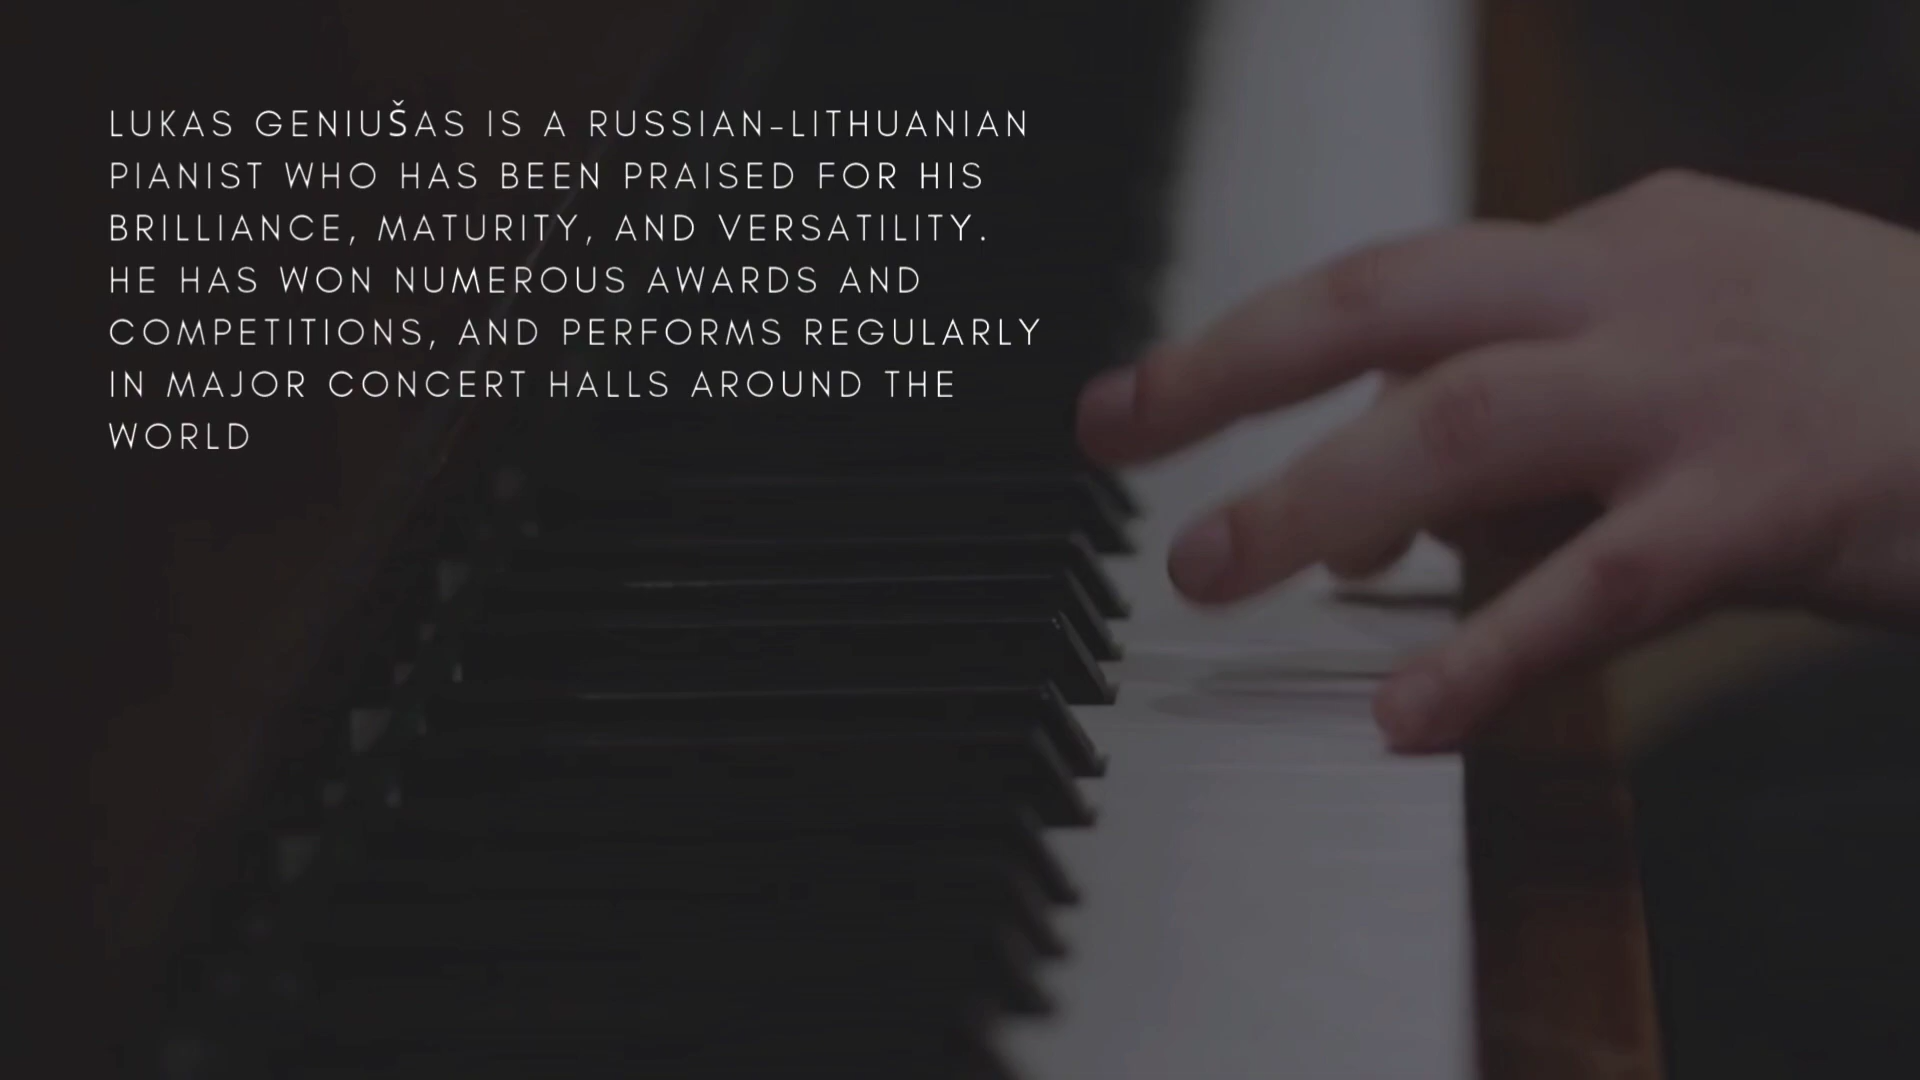 LUKAS GENIUŠAS IS A RUSSIAN-LITHUANIAN
PIANIST WHO HAS BEEN PRAISED FOR HIS
BRILLIANCE, MATURITY, AND VERSATILITY.
HE HAS WON NUMEROUS AWARDS AND
COMPETITIONS, AND PERFORMS REGULARLY
IN MAJOR CONCERT HALLS AROUND THE
WORLD